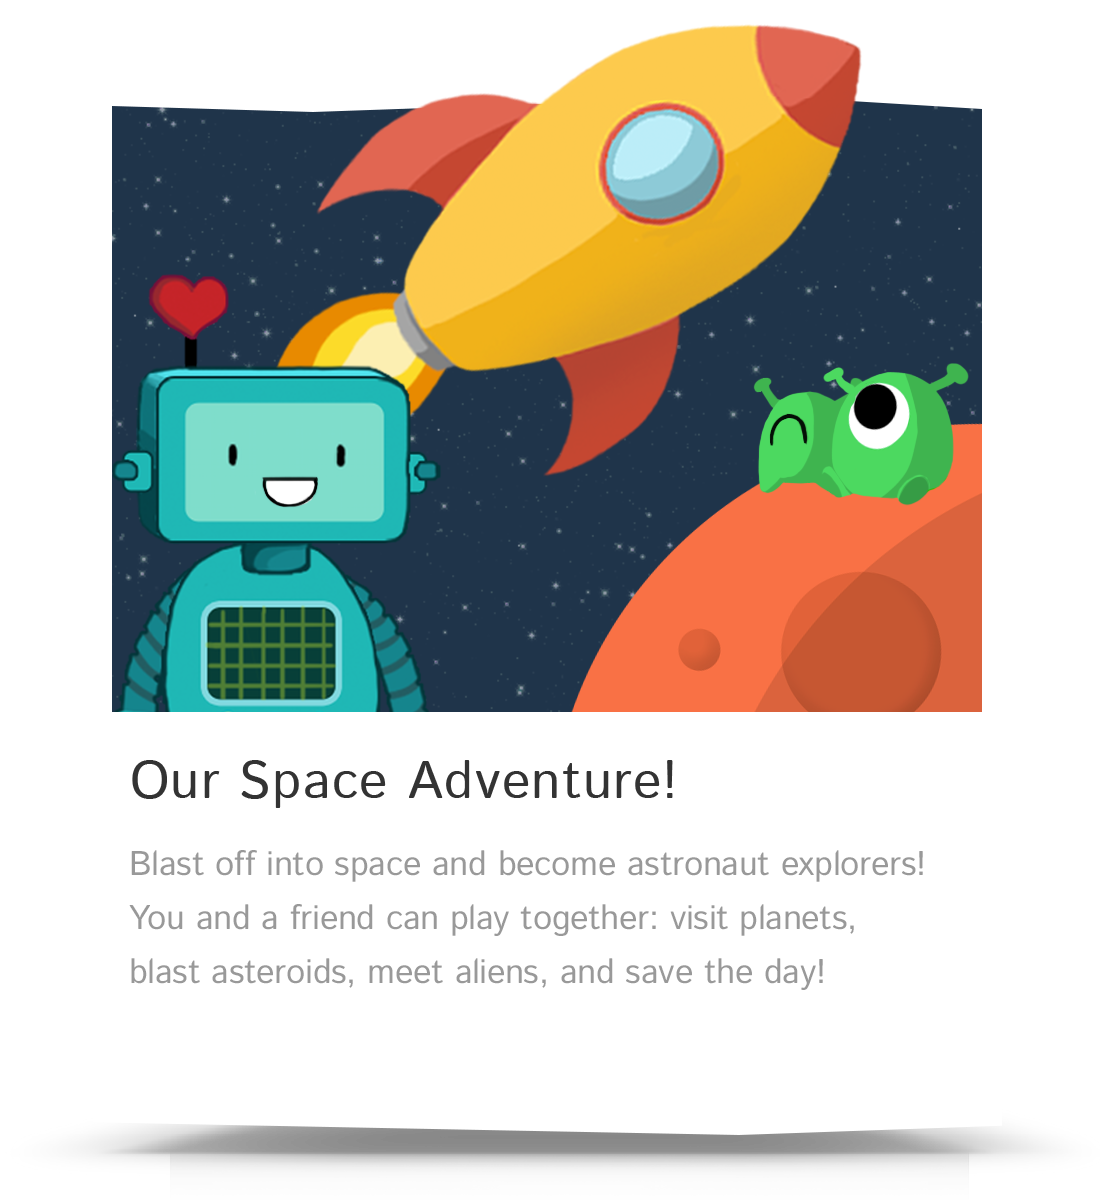 Our Space Adventure!
Blast off into space and become astronaut explorers!
You and a friend can play together: visit planets,
blast asteroids, meet aliens, and save the day!